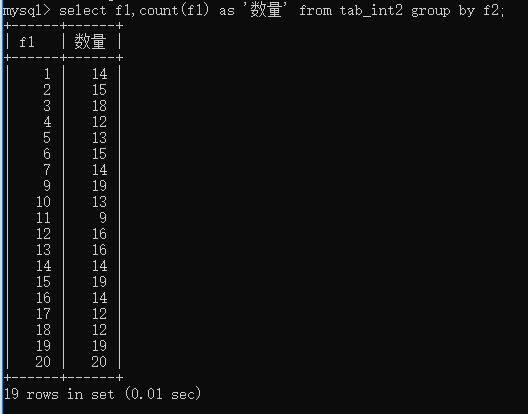 mysql> select f1,count(f1) as '数量' from tab_int2 group by f2;
+------+------+
| f1   | 数量 |
+------+------+
|    1 |   14 |
|    2 |   15 |
|    3 |   18 |
|    4 |   12 |
|    5 |   13 |
|    6 |   15 |
|    7 |   14 |
|    9 |   19 |
|   10 |   13 |
|   11 |    9 |
|   12 |   16 |
|   13 |   16 |
|   14 |   14 |
|   15 |   19 |
|   16 |   14 |
|   17 |   12 |
|   18 |   12 |
|   19 |   19 |
|   20 |   20 |
+------+------+
19 rows in set (0.01 sec)